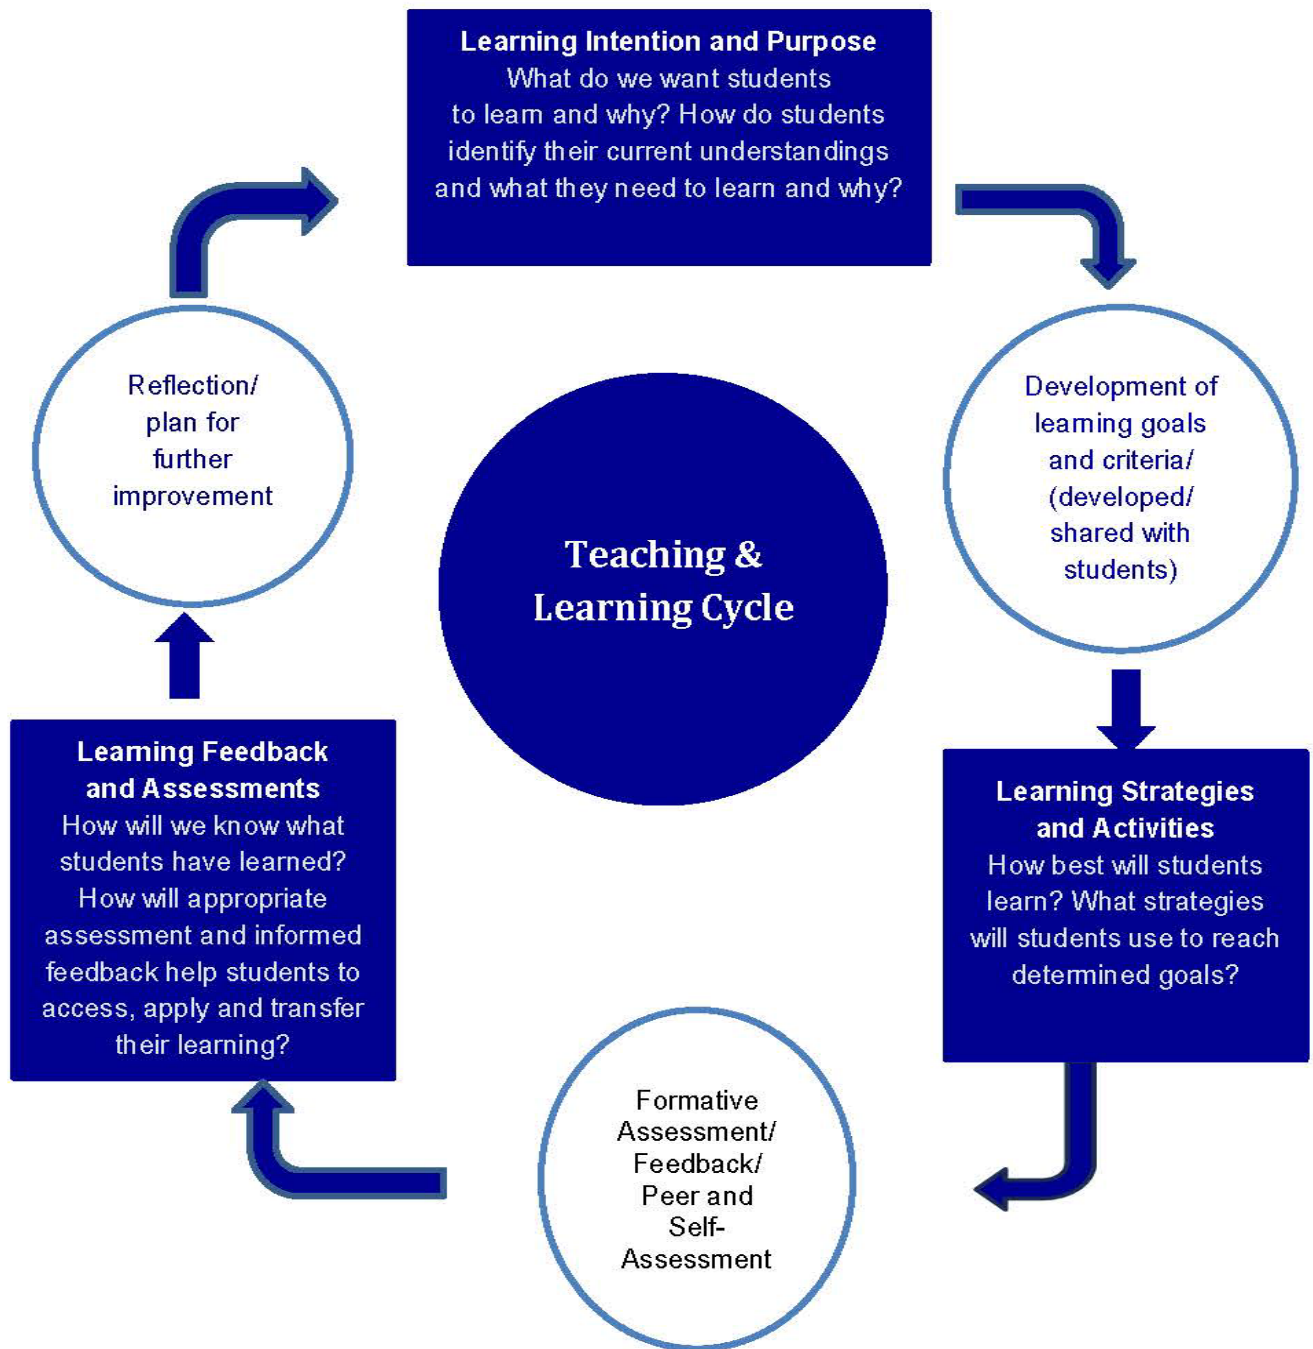 Learning Intention and Purpose
What do we want students
to learn and why? How do students
identify their current understandings
and what they need to learn and why?
Development of
learning goals
and criteria/
(developed/
shared with
students)
Learning Strategies
and Activities
How best will students
learn? What strategies
will students use to reach
determined goals?
Formative
Assessment/
Feedback/
Peer and
Self-
Assessment
Learning Feedback
and Assessments
How will we know what
students have learned?
How will appropriate
assessment and informed
feedback help students to
access, apply and transfer
their learning?
Reflection/
plan for
further
improvement
Teaching &
Learning Cycle